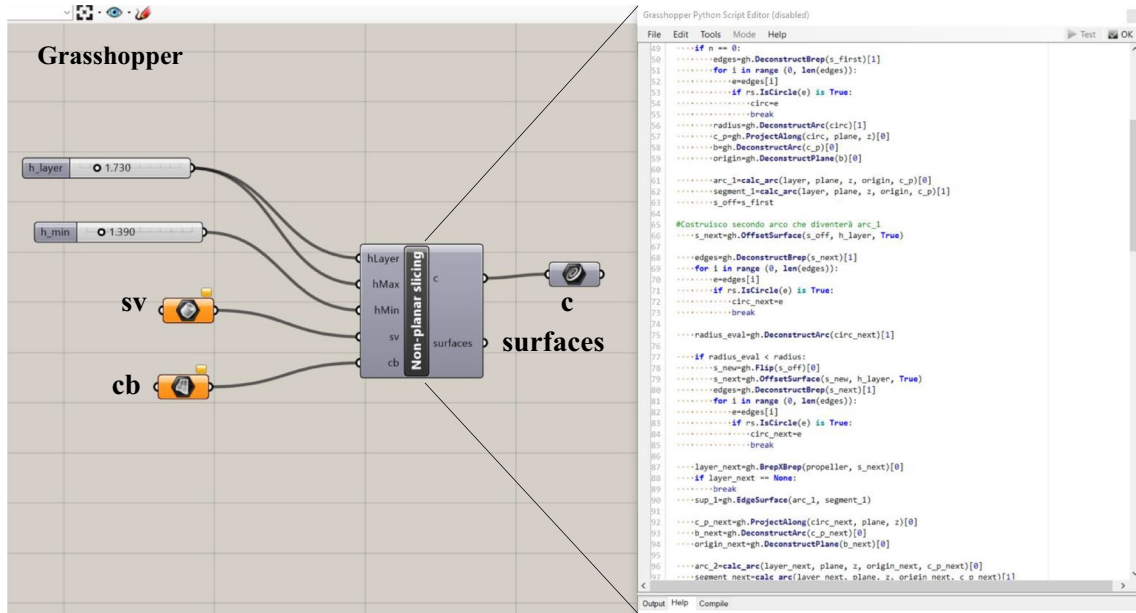 Grasshopper
h_layer 1.730
h_min 1.390
sv
cb
hLayer
hMax
hMin
sv
cb
Non-planar slicing
c
surfaces
c
surfaces
Grasshopper Python Script Editor (disabled)
File Edit Tools Mode Help Test OK
49 ····if n == 0:
50 ········edges=gh.DeconstructBrep(s_first)[1]
51 ········for i in range (0, len(edges)):
52 ············e=edges[i]
53 ············if rs.IsCircle(e) is True:
54 ················circ=e
55 ················break
56 ········radius=gh.DeconstructArc(circ)[1]
57 ········c_p=gh.ProjectAlong(circ, plane, z)[0]
58 ········b=gh.DeconstructArc(c_p)[0]
59 ········origin=gh.DeconstructPlane(b)[0]
60
61 ········arc_1=calc_arc(layer, plane, z, origin, c_p)[0]
62 ········segment_1=calc_arc(layer, plane, z, origin, c_p)[1]
63 ········s_off=s_first
64
65 #Costruisco secondo arco che diventerà arc_1
66 ····s_next=gh.OffsetSurface(s_off, h_layer, True)
67
68 ····edges=gh.DeconstructBrep(s_next)[1]
69 ····for i in range (0, len(edges)):
70 ········e=edges[i]
71 ········if rs.IsCircle(e) is True:
72 ············circ_next=e
73 ············break
74
75 ····radius_eval=gh.DeconstructArc(circ_next)[1]
76
77 ····if radius_eval < radius:
78 ········s_new=gh.Flip(s_off)[0]
79 ········s_next=gh.OffsetSurface(s_new, h_layer, True)
80 ········edges=gh.DeconstructBrep(s_next)[1]
81 ········for i in range (0, len(edges)):
82 ············e=edges[i]
83 ············if rs.IsCircle(e) is True:
84 ················circ_next=e
85 ················break
86
87 ····layer_next=gh.BrepXBrep(propeller, s_next)[0]
88 ····if layer_next == None:
89 ········break
90 ····sup_1=gh.EdgeSurface(arc_1, segment_1)
91
92 ····c_p_next=gh.ProjectAlong(circ_next, plane, z)[0]
93 ····b_next=gh.DeconstructArc(c_p_next)[0]
94 ····origin_next=gh.DeconstructPlane(b_next)[0]
95
96 ····arc_2=calc_arc(layer_next, plane, z, origin_next, c_p_next)[0]
97 ····segment_next=calc_arc(layer_next, plane, z, origin_next, c_p_next)[1]
Output Help Compile